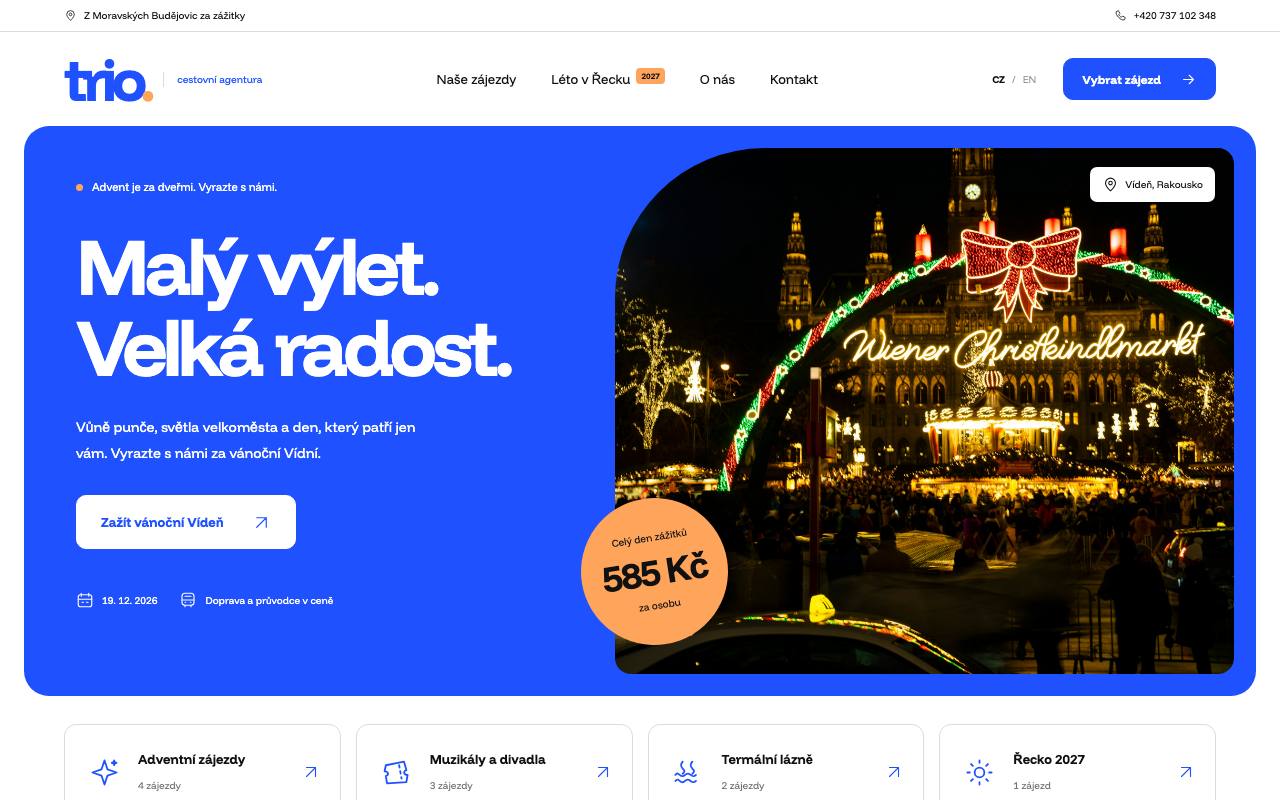 Z Moravských Budějovic za zážitky
+420 737 102 348
trio.
cestovní agentura
Naše zájezdy
Léto v Řecku
2027
O nás
Kontakt
CZ / EN
Vybrat zájezd
Advent je za dveřmi. Vyrazte s námi.
Malý výlet.
Velká radost.
Vůně punče, světla velkoměsta a den, který patří jen
vám. Vyrazte s námi za vánoční Vídní.
Zažít vánoční Vídeň
19. 12. 2026
Doprava a průvodce v ceně
Vídeň, Rakousko
Wiener Christkindlmarkt
Celý den zážitků
585 Kč
za osobu
Adventní zájezdy
4 zájezdy
Muzikály a divadla
3 zájezdy
Termální lázně
2 zájezdy
Řecko 2027
1 zájezd